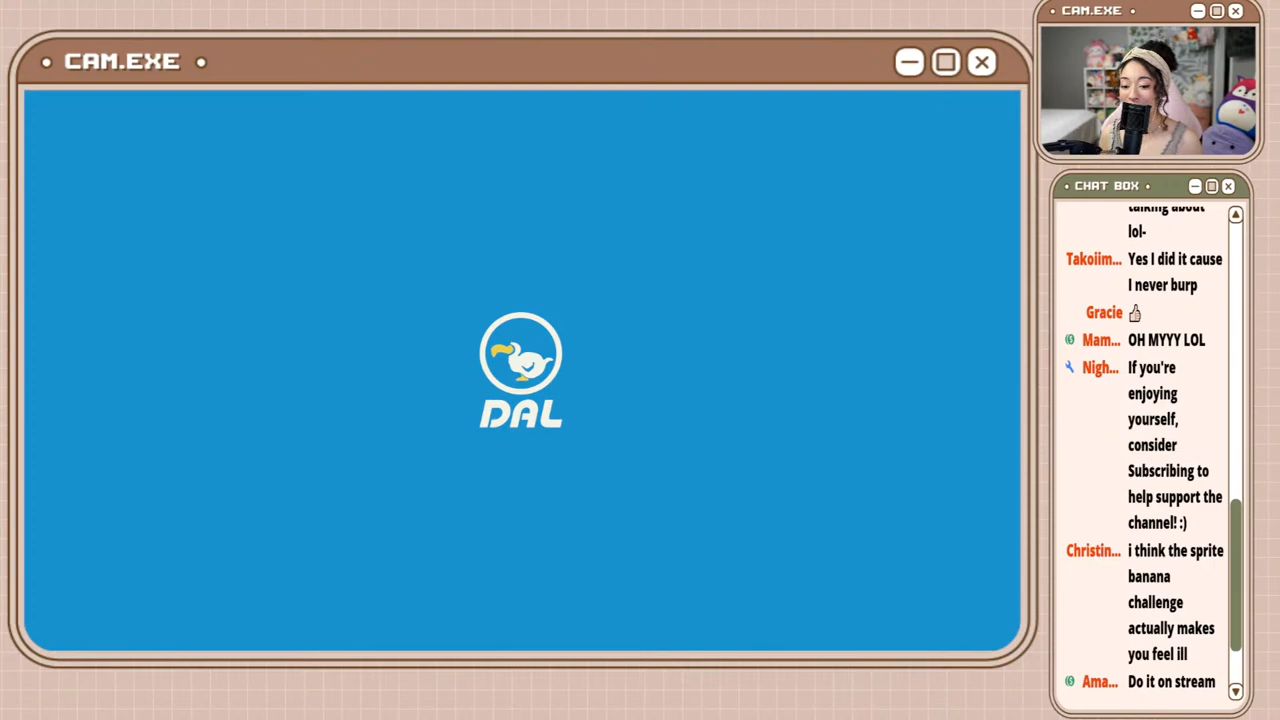 CAM.EXE
DAL
CAM.EXE
CHAT BOX
talking about
lol-
Takoiim... Yes I did it cause
I never burp
Gracie 👍
Mam... OH MYYY LOL
Nigh... If you're
enjoying
yourself,
consider
Subscribing to
help support the
channel! :)
Christin... i think the sprite
banana
challenge
actually makes
you feel ill
Ama... Do it on stream